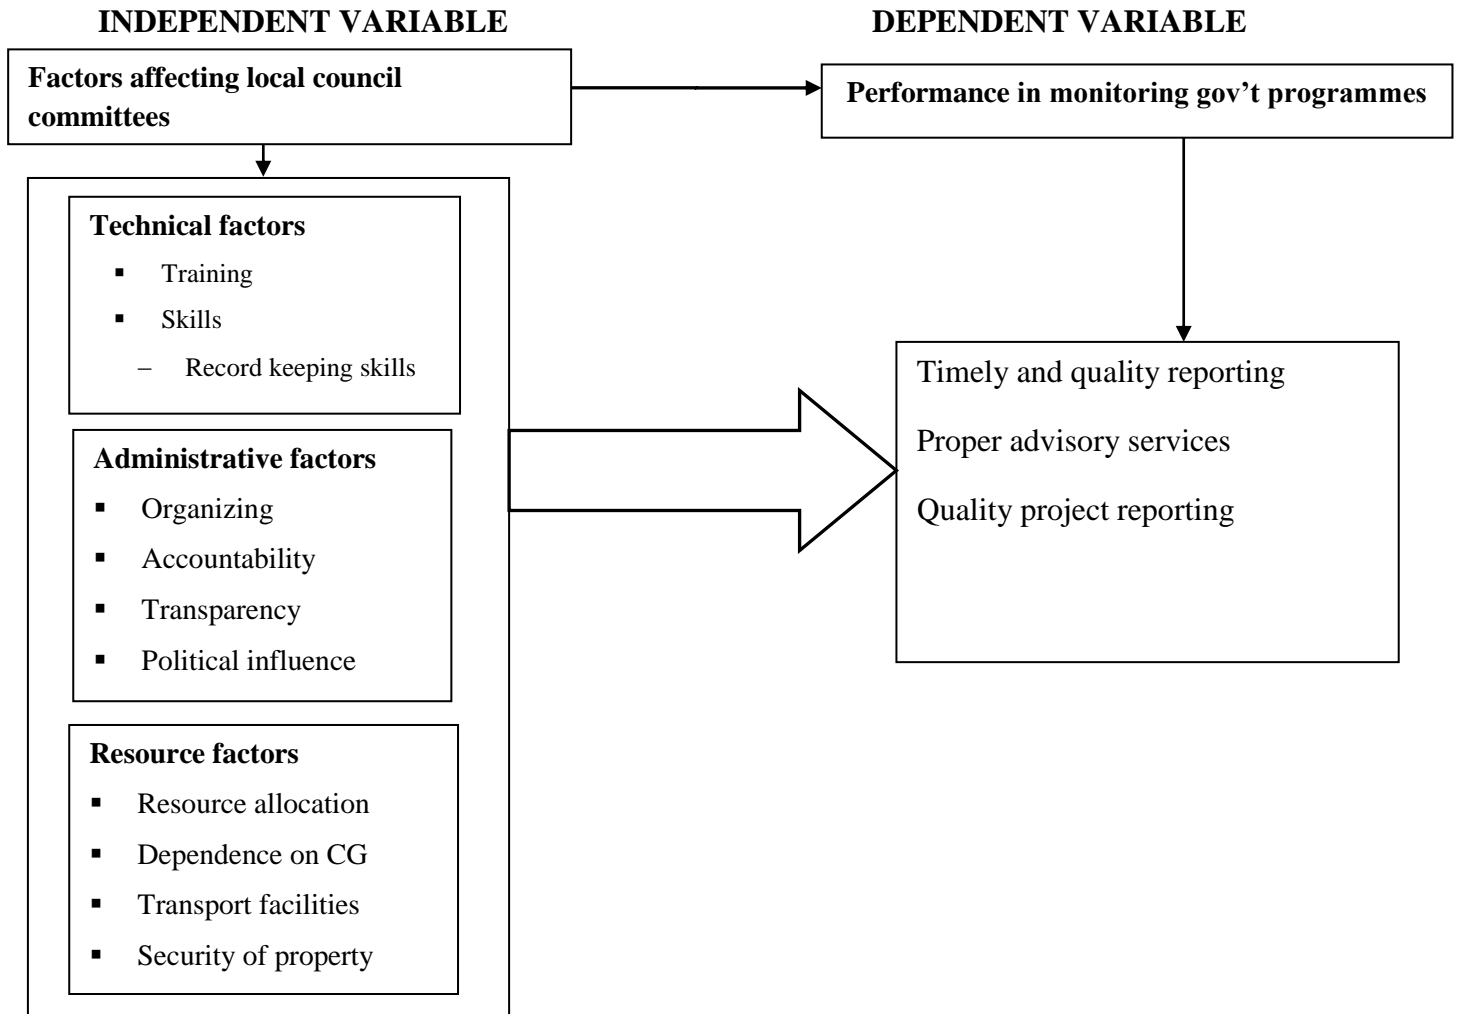 INDEPENDENT VARIABLE
DEPENDENT VARIABLE
Factors affecting local council
committees
Performance in monitoring gov’t programmes
Technical factors
▪ Training
▪ Skills
– Record keeping skills
Administrative factors
▪ Organizing
▪ Accountability
▪ Transparency
▪ Political influence
Resource factors
▪ Resource allocation
▪ Dependence on CG
▪ Transport facilities
▪ Security of property
Timely and quality reporting
Proper advisory services
Quality project reporting